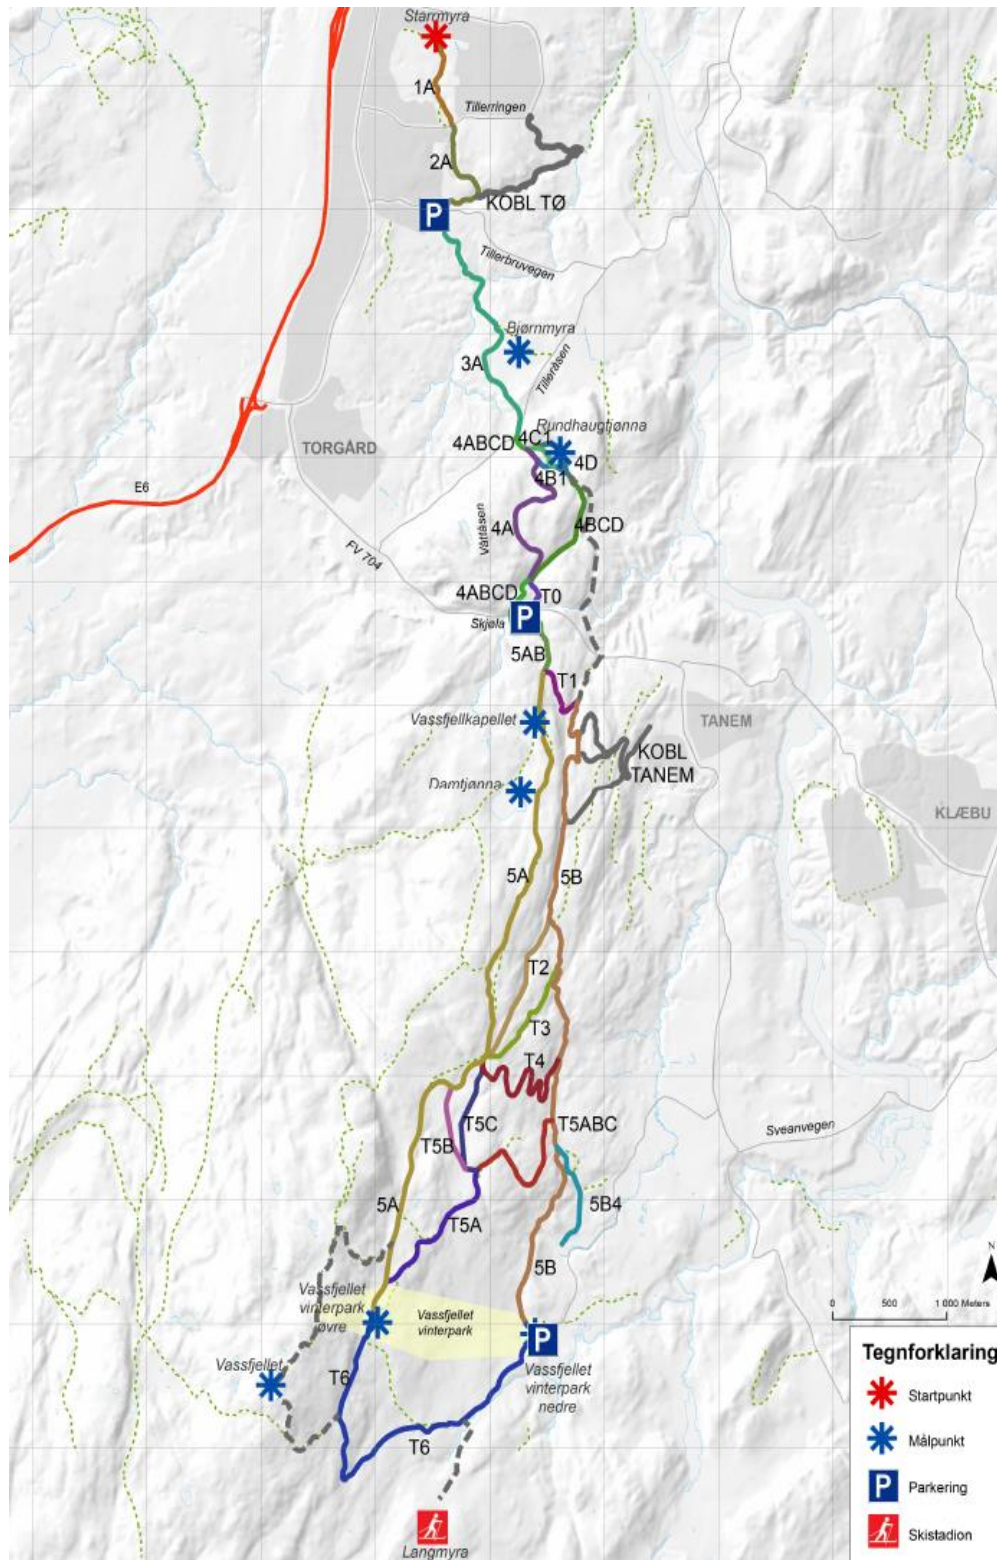 Starrmyra
1A
Tillerringen
2A
KOBL TØ
P
Tillerbruvegen
Bjørnmyra
3A
Tilleråsen
Rundhaugtjønna
4C1
4ABCD
4D
4B1
TORGÅRD
E6
4A
4BCD
Våttåsen
FV 704
4ABCD
T0
P
Skjøla
5AB
T1
Vassfjellkapellet
TANEM
KOBL
TANEM
Damtjønna
KLÆBU
5A
5B
T2
T3
T4
T5C
T5ABC
T5B
Sveanvegen
5A
5B4
T5A
5B
N
Vassfjellet
vinterpark
øvre
Vassfjellet
vinterpark
0 500 1 000 Meters
P
Vassfjellet
vinterpark
nedre
Vassfjellet
T6
T6
Langmyra
Tegnforklaring
Startpunkt
Målpunkt
P Parkering
Skistadion